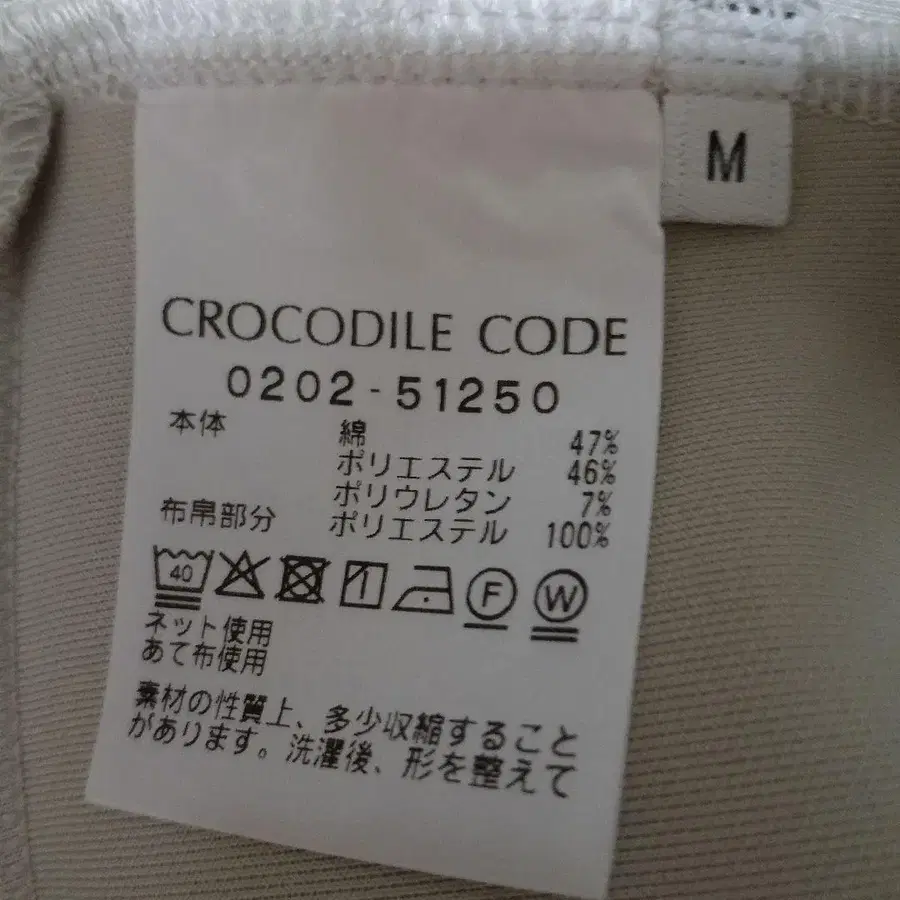 M
CROCODILE CODE
0202-51250
本体 綿 47%
ポリエステル 46%
ポリウレタン 7%
布帛部分 ポリエステル 100%
40 F W
ネット使用
あて布使用
素材の性質上、多少収縮すること
があります。洗濯後、形を整えて